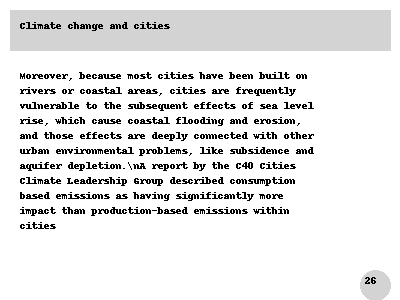 Climate change and cities
Moreover, because most cities have been built on
rivers or coastal areas, cities are frequently
vulnerable to the subsequent effects of sea level
rise, which cause coastal flooding and erosion,
and those effects are deeply connected with other
urban environmental problems, like subsidence and
aquifer depletion.\nA report by the C40 Cities
Climate Leadership Group described consumption
based emissions as having significantly more
impact than production-based emissions within
cities
26